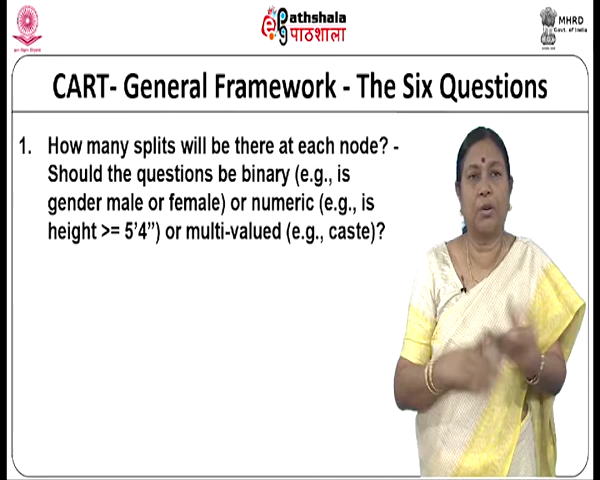 athshala
पाठशाला
MHRD
Govt. of India
CART- General Framework - The Six Questions
1. How many splits will be there at each node? -
Should the questions be binary (e.g., is
gender male or female) or numeric (e.g., is
height >= 5’4”) or multi-valued (e.g., caste)?